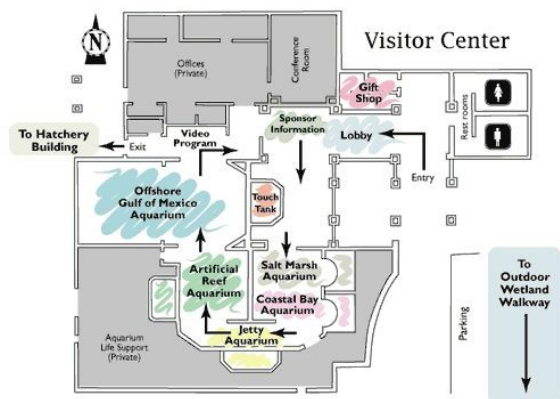 N
Visitor Center
Offices
(Private)
Conference
Room
Gift
Shop
Rest rooms
To Hatchery
Building
Exit
Video
Program
Sponsor
Information
Lobby
Entry
Offshore
Gulf of Mexico
Aquarium
Touch
Tank
Artificial
Reef
Aquarium
Salt Marsh
Aquarium
Coastal Bay
Aquarium
Jetty
Aquarium
Aquarium
Life Support
(Private)
Parking
To
Outdoor
Wetland
Walkway